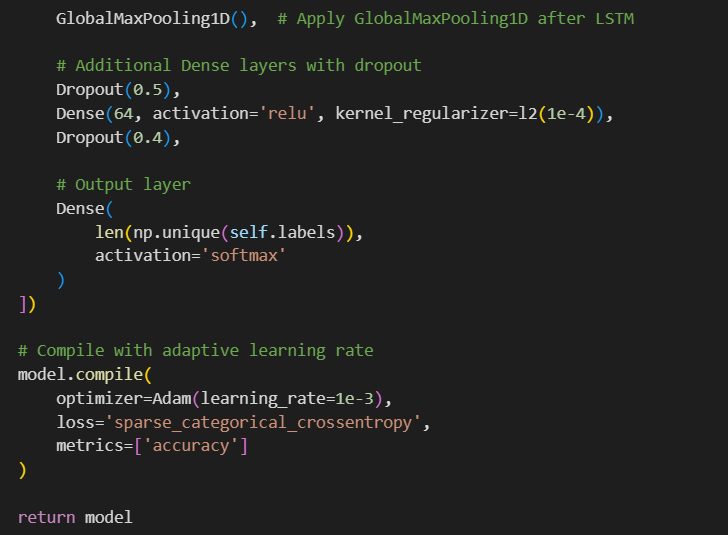 GlobalMaxPooling1D(),  # Apply GlobalMaxPooling1D after LSTM
# Additional Dense layers with dropout
Dropout(0.5),
Dense(64, activation='relu', kernel_regularizer=l2(1e-4)),
Dropout(0.4),
# Output layer
Dense(
len(np.unique(self.labels)),
activation='softmax'
)
])
# Compile with adaptive learning rate
model.compile(
optimizer=Adam(learning_rate=1e-3),
loss='sparse_categorical_crossentropy',
metrics=['accuracy']
)
return model